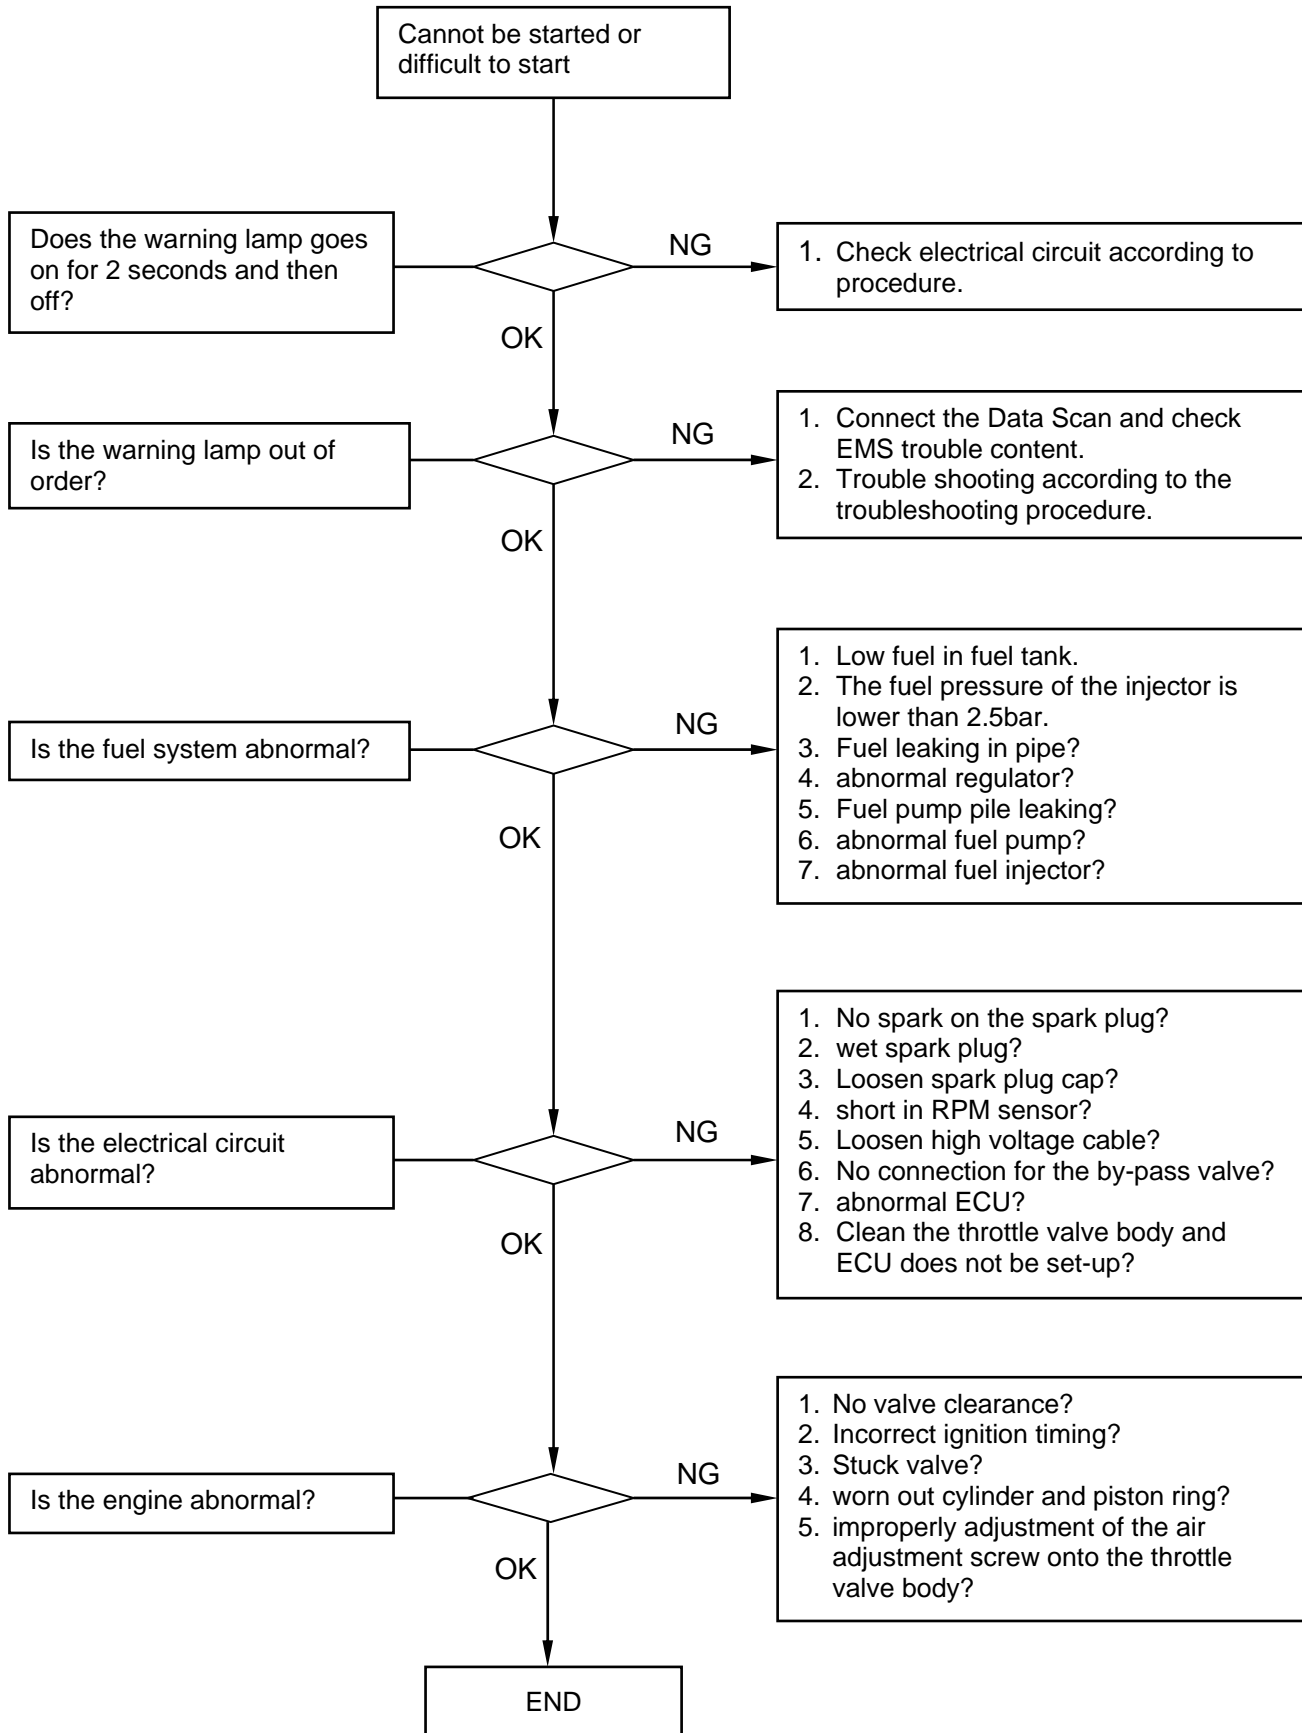 Cannot be started or
difficult to start
Does the warning lamp goes
on for 2 seconds and then
off?
NG
1. Check electrical circuit according to
procedure.
OK
Is the warning lamp out of
order?
NG
1. Connect the Data Scan and check
EMS trouble content.
2. Trouble shooting according to the
troubleshooting procedure.
OK
Is the fuel system abnormal?
NG
1. Low fuel in fuel tank.
2. The fuel pressure of the injector is
lower than 2.5bar.
3. Fuel leaking in pipe?
4. abnormal regulator?
5. Fuel pump pile leaking?
6. abnormal fuel pump?
7. abnormal fuel injector?
OK
Is the electrical circuit
abnormal?
NG
1. No spark on the spark plug?
2. wet spark plug?
3. Loosen spark plug cap?
4. short in RPM sensor?
5. Loosen high voltage cable?
6. No connection for the by-pass valve?
7. abnormal ECU?
8. Clean the throttle valve body and
ECU does not be set-up?
OK
Is the engine abnormal?
NG
1. No valve clearance?
2. Incorrect ignition timing?
3. Stuck valve?
4. worn out cylinder and piston ring?
5. improperly adjustment of the air
adjustment screw onto the throttle
valve body?
OK
END